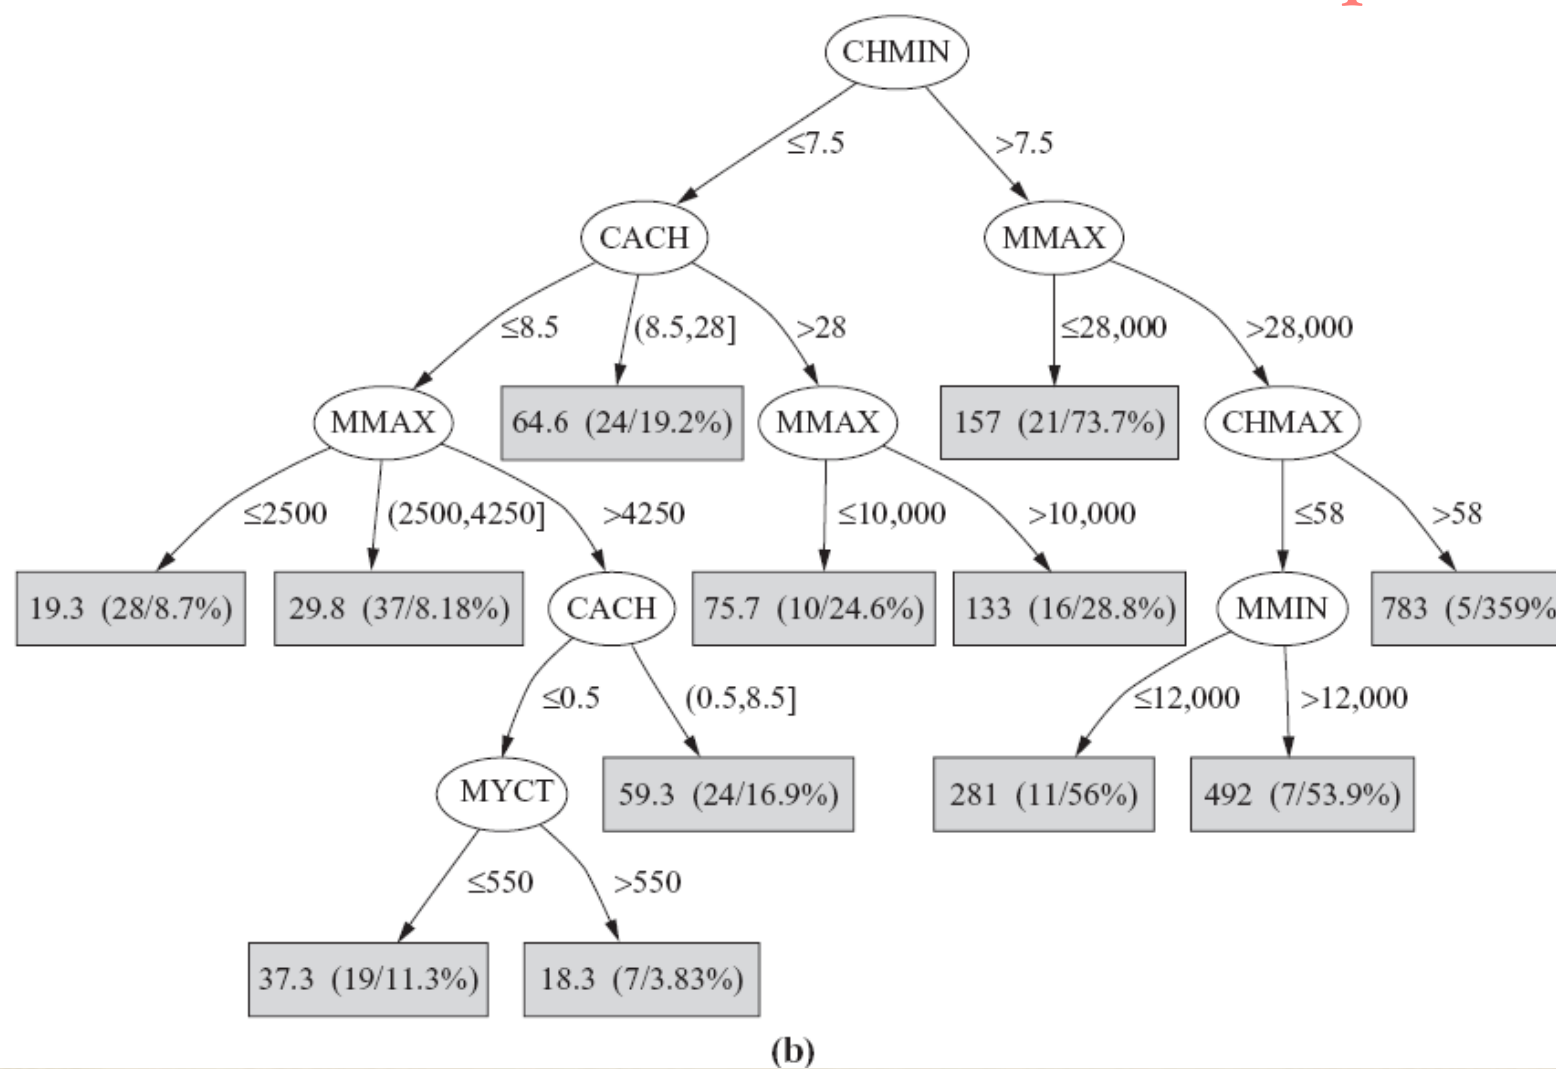 CHMIN
≤7.5 >7.5
CACH MMAX
≤8.5 (8.5,28] >28 ≤28,000 >28,000
MMAX 64.6 (24/19.2%) MMAX 157 (21/73.7%) CHMAX
≤2500 (2500,4250] >4250 ≤10,000 >10,000 ≤58 >58
19.3 (28/8.7%) 29.8 (37/8.18%) CACH 75.7 (10/24.6%) 133 (16/28.8%) MMIN 783 (5/359%
≤0.5 (0.5,8.5] ≤12,000 >12,000
MYCT 59.3 (24/16.9%) 281 (11/56%) 492 (7/53.9%)
≤550 >550
37.3 (19/11.3%) 18.3 (7/3.83%)
(b)